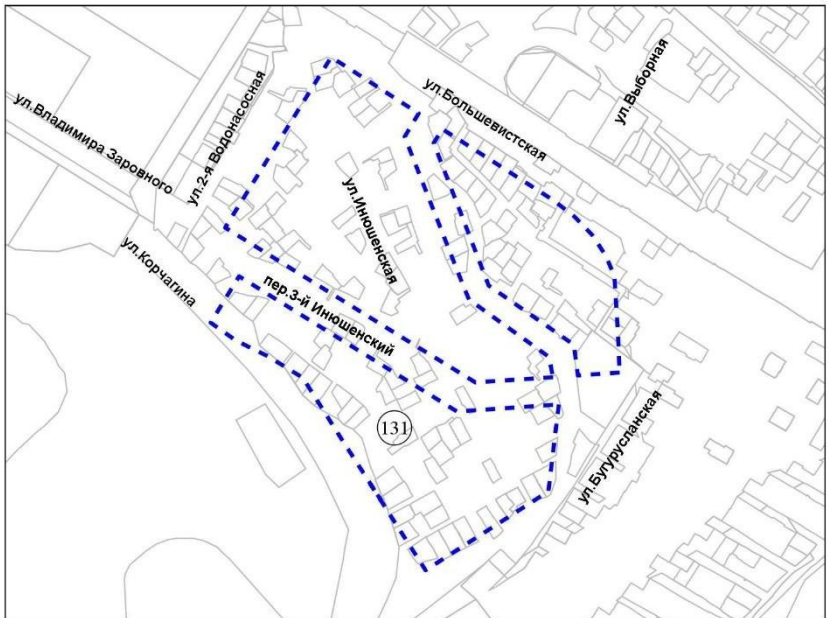 ул.Большевистская
ул.Выборная
ул.Владимира Заровного
ул.2-я Водонасосная
ул.Инюшенская
ул.Корчагина
пер.3-й Инюшенский
131
ул.Бугурусланская